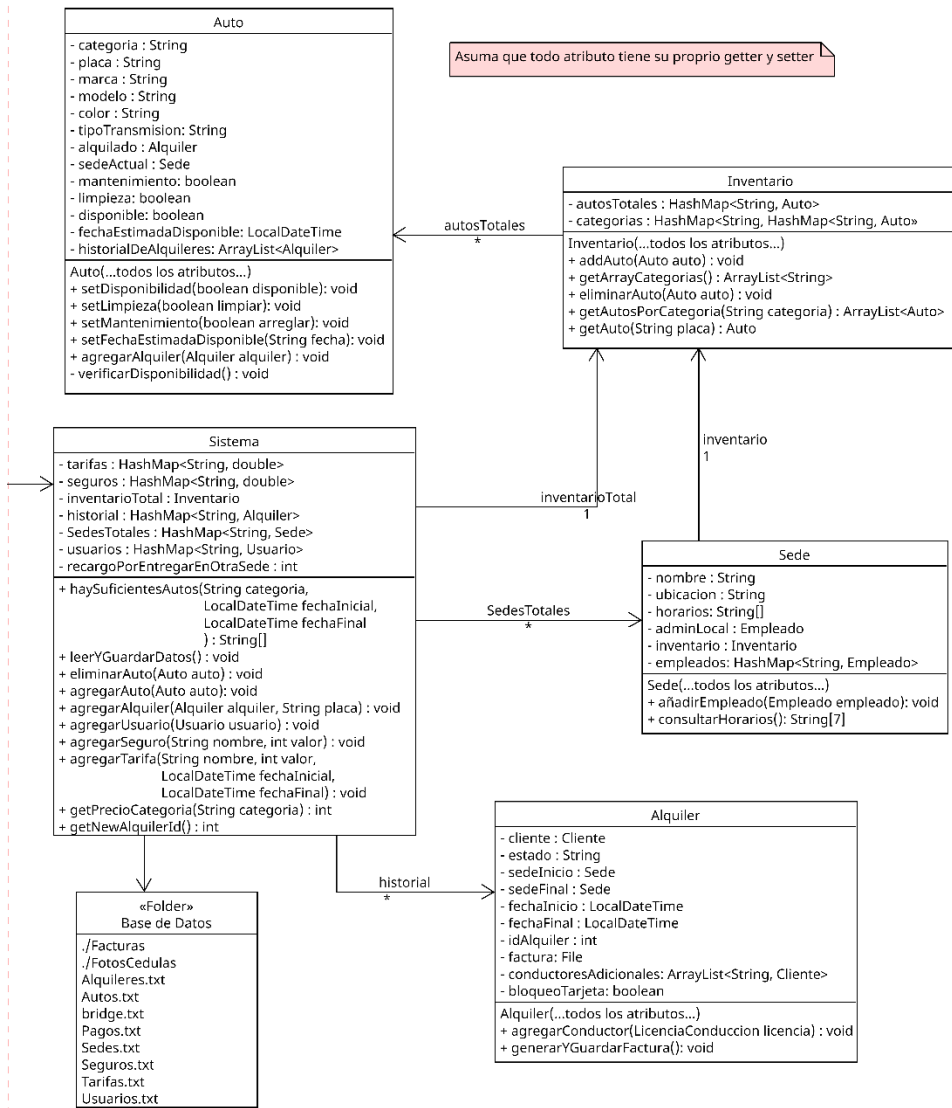 Auto
- categoria : String
- placa : String
- marca : String
- modelo : String
- color : String
- tipoTransmision: String
- alquilado : Alquiler
- sedeActual : Sede
- mantenimiento: boolean
- limpieza: boolean
- disponible: boolean
- fechaEstimadaDisponible: LocalDateTime
- historialDeAlquileres: ArrayList<Alquiler>
Auto(...todos los atributos...)
+ setDisponibilidad(boolean disponible): void
+ setLimpieza(boolean limpiar): void
+ setMantenimiento(boolean arreglar): void
+ setFechaEstimadaDisponible(String fecha): void
+ agregarAlquiler(Alquiler alquiler) : void
- verificarDisponibilidad() : void
Asuma que todo atributo tiene su propio getter y setter
autosTotales
*
Inventario
- autosTotales : HashMap<String, Auto>
- categorias : HashMap<String, HashMap<String, Auto»
Inventario(...todos los atributos...)
+ addAuto(Auto auto) : void
+ getArrayCategorias() : ArrayList<String>
+ eliminarAuto(Auto auto) : void
+ getAutosPorCategoria(String categoria) : ArrayList<Auto>
+ getAuto(String placa) : Auto
Sistema
- tarifas : HashMap<String, double>
- seguros : HashMap<String, double>
- inventarioTotal : Inventario
- historial : HashMap<String, Alquiler>
- SedesTotales : HashMap<String, Sede>
- usuarios : HashMap<String, Usuario>
- recargoPorEntregarEnOtraSede : int
+ haySuficientesAutos(String categoria,
LocalDateTime fechaInicial,
LocalDateTime fechaFinal
) : String[]
+ leerYGuardarDatos() : void
+ eliminarAuto(Auto auto) : void
+ agregarAuto(Auto auto): void
+ agregarAlquiler(Alquiler alquiler, String placa) : void
+ agregarUsuario(Usuario usuario) : void
+ agregarSeguro(String nombre, int valor) : void
+ agregarTarifa(String nombre, int valor,
LocalDateTime fechaInicial,
LocalDateTime fechaFinal) : void
+ getPrecioCategoria(String categoria) : int
+ getNewAlquilerId() : int
inventarioTotal
1
inventario
1
SedesTotales
*
Sede
- nombre : String
- ubicacion : String
- horarios: String[]
- adminLocal : Empleado
- inventario : Inventario
- empleados: HashMap<String, Empleado>
Sede(...todos los atributos...)
+ añadirEmpleado(Empleado empleado): void
+ consultarHorarios(): String[7]
historial
*
Alquiler
- cliente : Cliente
- estado : String
- sedeInicio : Sede
- sedeFinal : Sede
- fechaInicio : LocalDateTime
- fechaFinal : LocalDateTime
- idAlquiler : int
- factura: File
- conductoresAdicionales: ArrayList<String, Cliente>
- bloqueoTarjeta: boolean
Alquiler(...todos los atributos...)
+ agregarConductor(LicenciaConduccion licencia) : void
+ generarYGuardarFactura(): void
«Folder»
Base de Datos
./Facturas
./FotosCedulas
Alquileres.txt
Autos.txt
bridge.txt
Pagos.txt
Sedes.txt
Seguros.txt
Tarifas.txt
Usuarios.txt